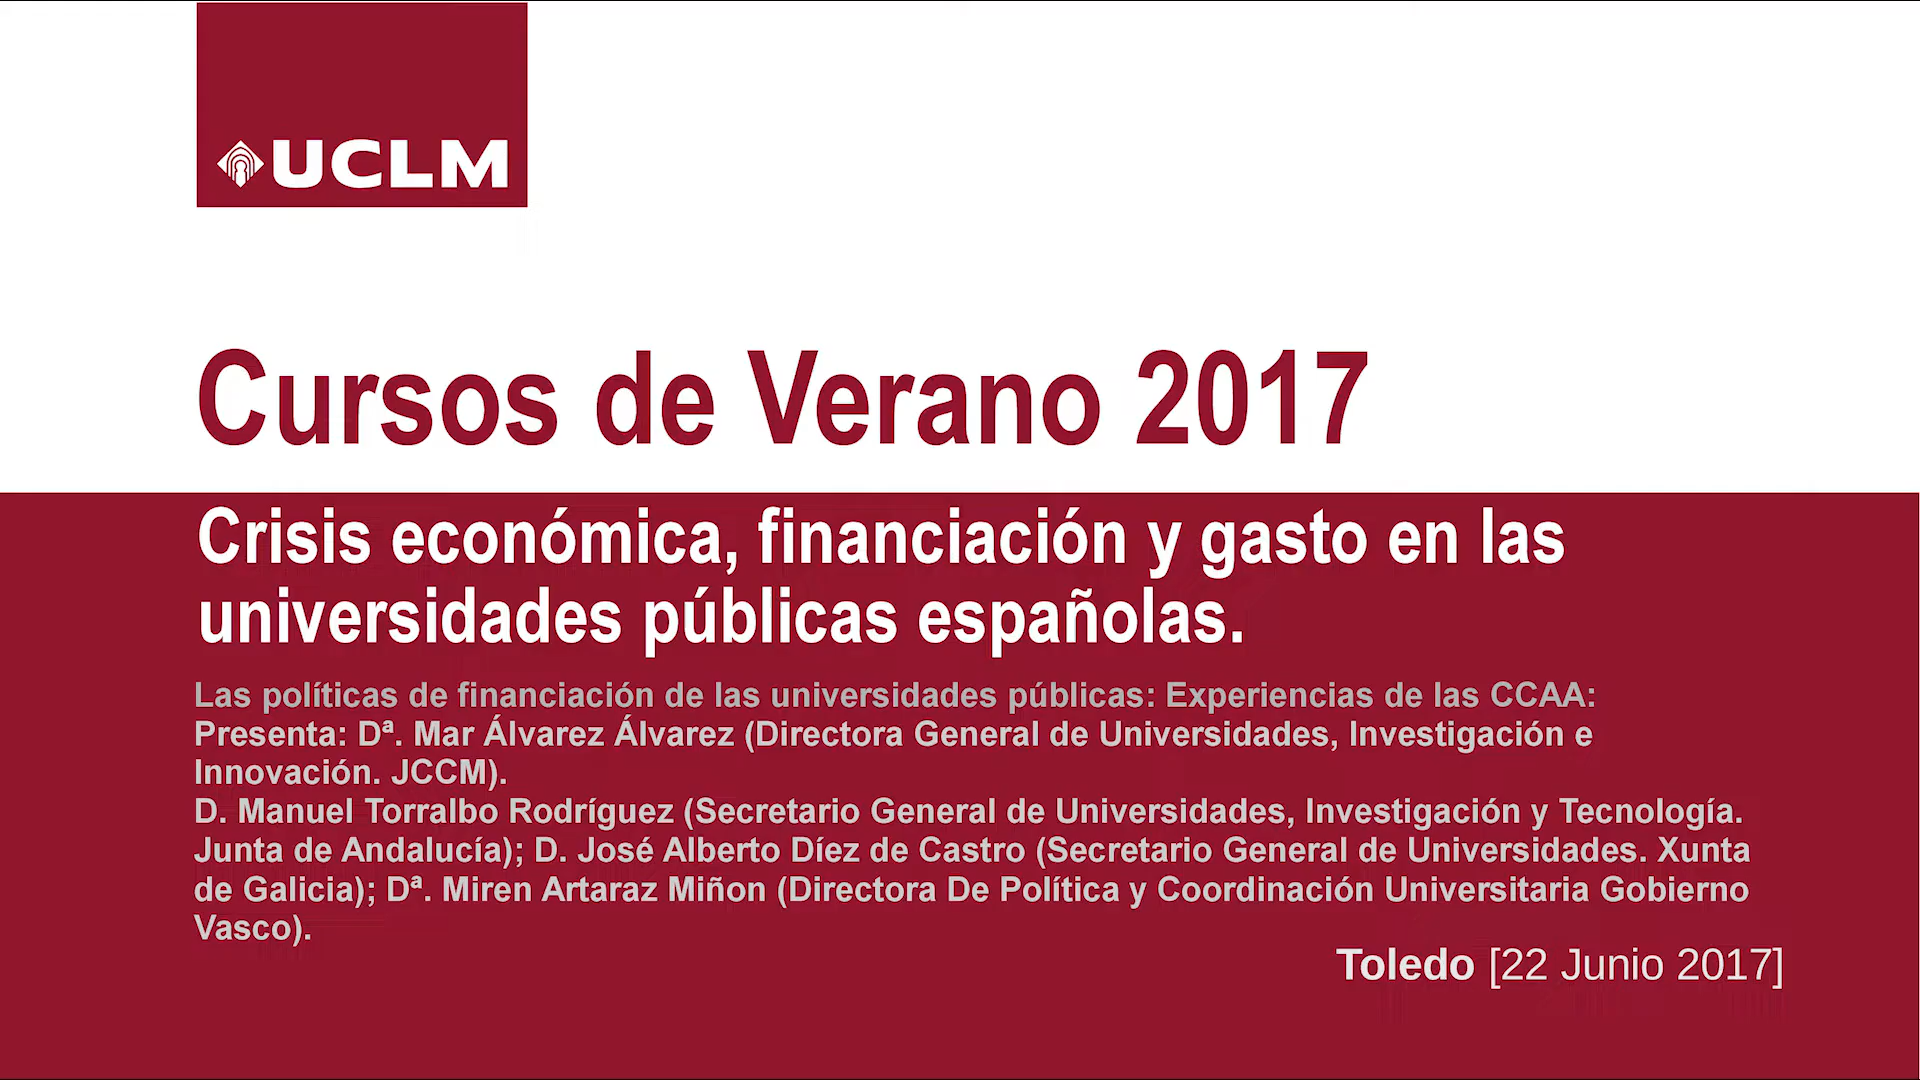 UCLM
Cursos de Verano 2017
Crisis económica, financiación y gasto en las
universidades públicas españolas.
Las políticas de financiación de las universidades públicas: Experiencias de las CCAA:
Presenta: Dª. Mar Álvarez Álvarez (Directora General de Universidades, Investigación e
Innovación. JCCM).
D. Manuel Torralbo Rodríguez (Secretario General de Universidades, Investigación y Tecnología.
Junta de Andalucía); D. José Alberto Díez de Castro (Secretario General de Universidades. Xunta
de Galicia); Dª. Miren Artaraz Miñon (Directora De Política y Coordinación Universitaria Gobierno
Vasco).
Toledo [22 Junio 2017]